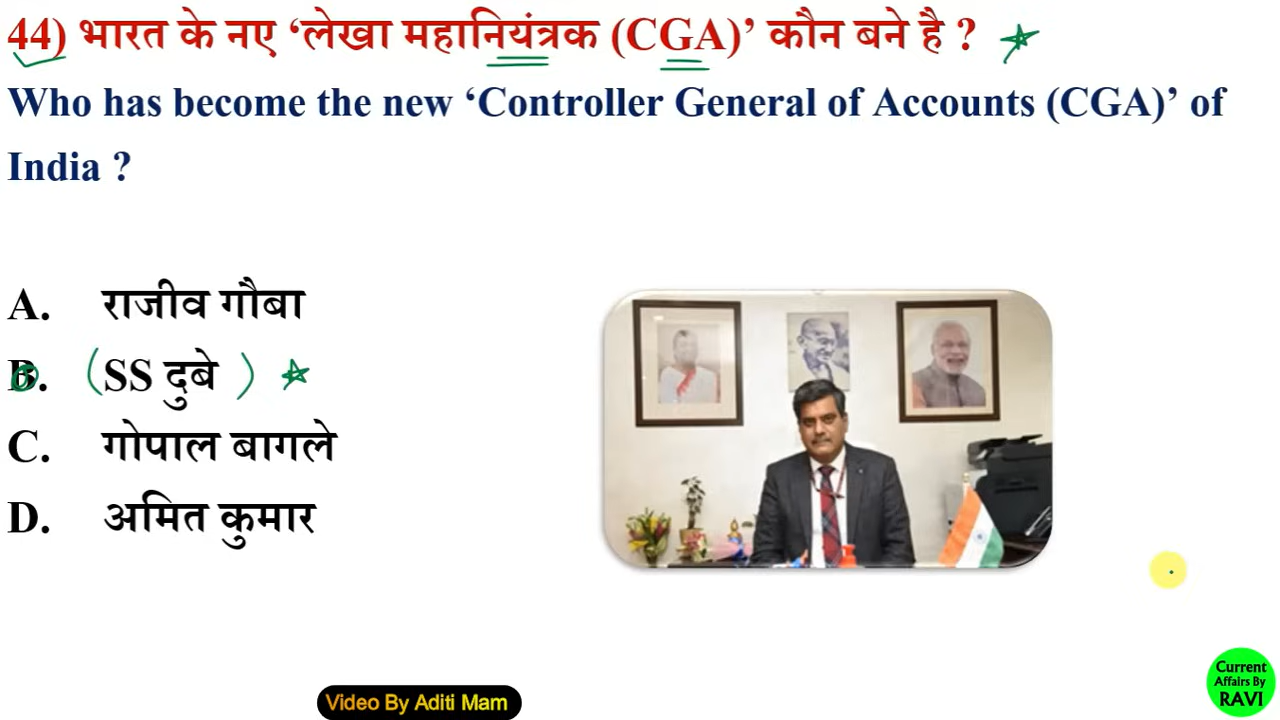 44) भारत के नए ‘लेखा महानियंत्रक (CGA)’ कौन बने है ?
Who has become the new ‘Controller General of Accounts (CGA)’ of
India ?
A. राजीव गौबा
B. (SS दुबे)
C. गोपाल बागले
D. अमित कुमार
Video By Aditi Mam
Current
Affairs By
RAVI